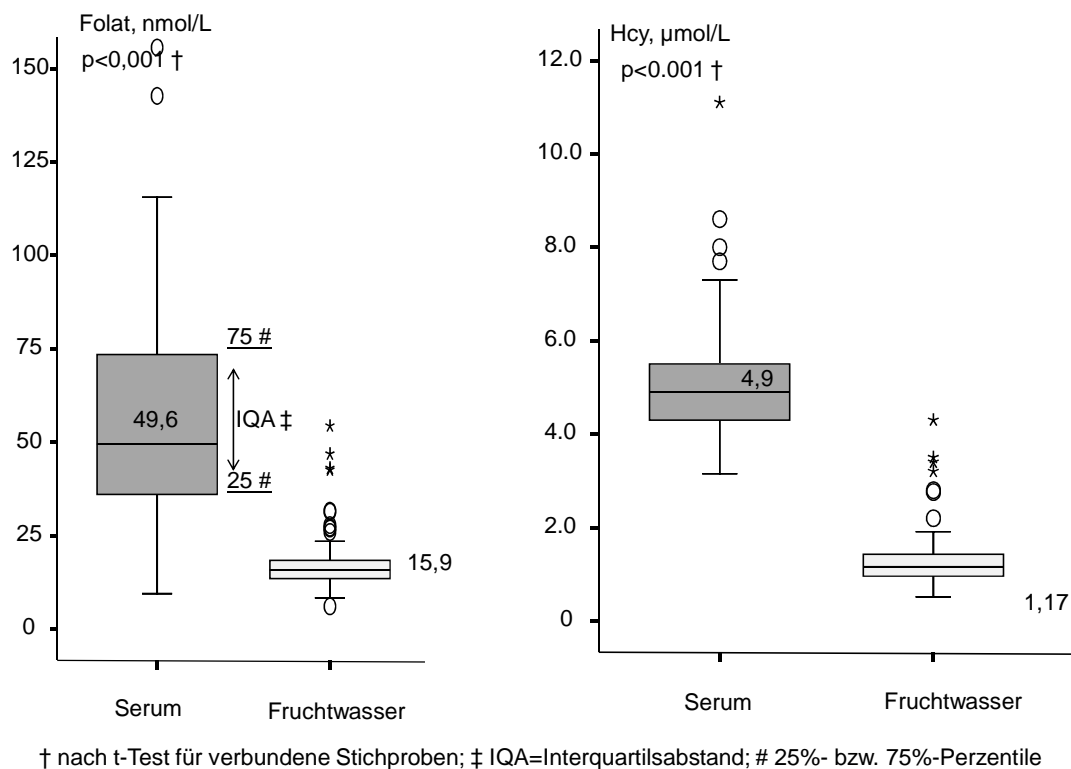 Folat, nmol/L
p<0,001 †
150
125
100
75
50
25
0
75 #
49,6
IQA ‡
25 #
15,9
Serum
Fruchtwasser
Hcy, µmol/L
p<0.001 †
12.0
10.0
8.0
6.0
4.0
2.0
0
4,9
1,17
Serum
Fruchtwasser
† nach t-Test für verbundene Stichproben; ‡ IQA=Interquartilsabstand; # 25%- bzw. 75%-Perzentile